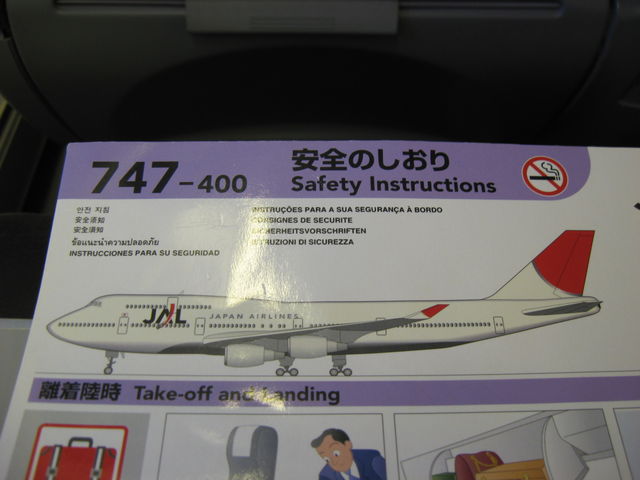 747-400
安全のしおり
Safety Instructions
안전 지침
安全须知
安全須知
ข้อแนะนำความปลอดภัย
INSTRUCCIONES PARA SU SEGURIDAD
INSTRUÇÕES PARA A SUA SEGURANÇA À BORDO
CONSIGNES DE SECURITE
SICHERHEITSVORSCHRIFTEN
ISTRUZIONI DI SICUREZZA
JAL JAPAN AIRLINES
離着陸時 Take-off and Landing